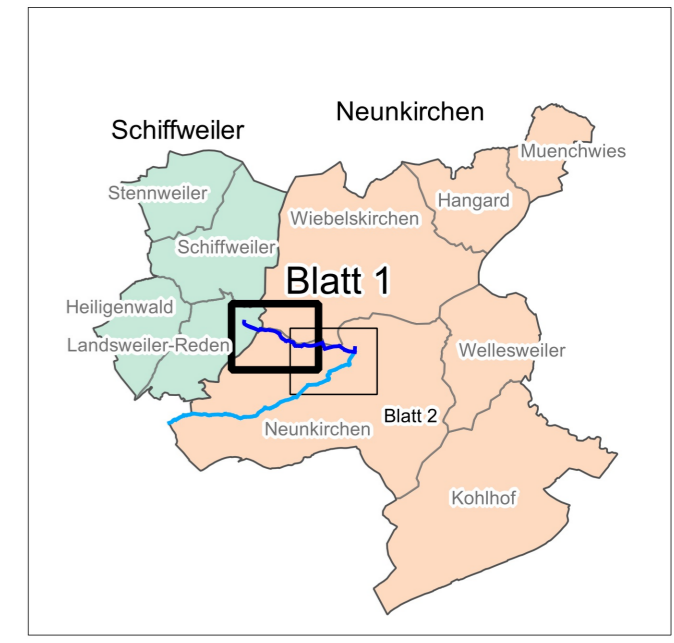 Neunkirchen
Schiffweiler
Muenchwies
Stennweiler
Hangard
Wiebelskirchen
Schiffweiler
Blatt 1
Heiligenwald
Landsweiler-Reden
Wellesweiler
Blatt 2
Neunkirchen
Kohlhof